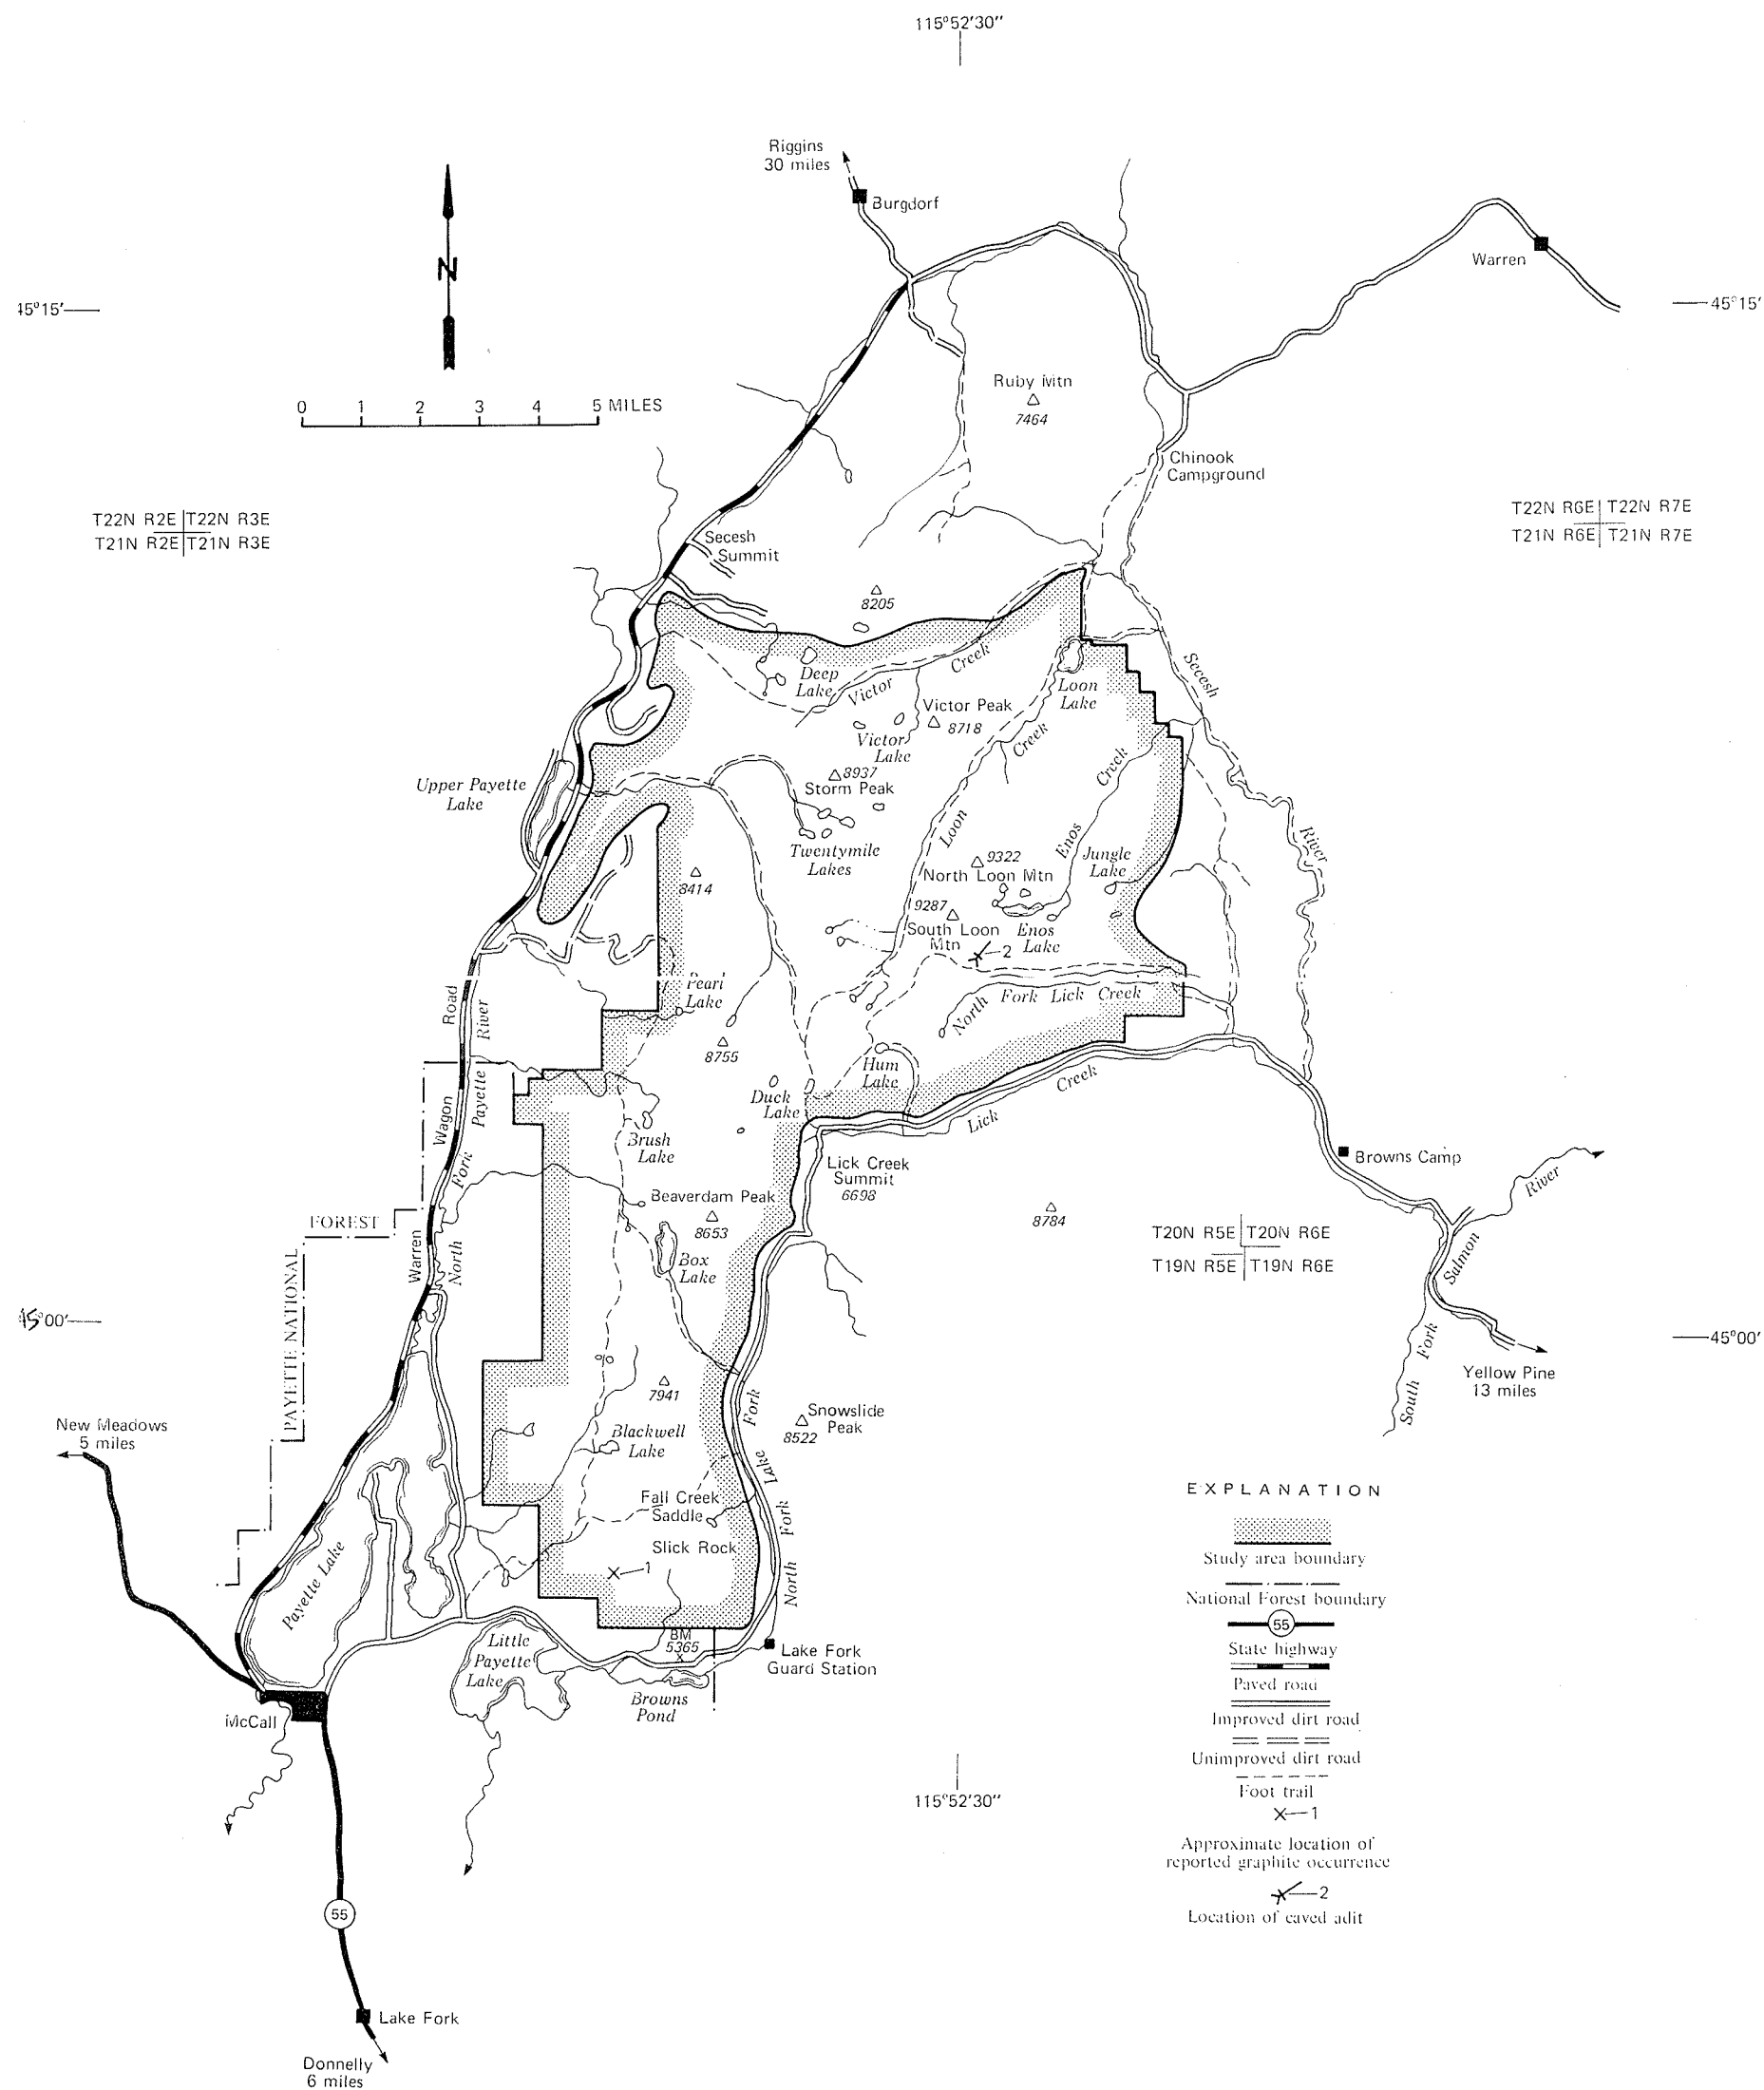 115°52'30"
Riggins
30 miles
Burgdorf
Warren
N
45°15'
45°15'
0 1 2 3 4 5 MILES
Ruby Mtn
7464
Chinook
Campground
T22N R2E T22N R3E
T21N R2E T21N R3E
T22N R6E T22N R7E
T21N R6E T21N R7E
Secesh
Summit
8205
Deep
Lake
Victor
Creek
Loon
Lake
Secesh
River
Victor Peak
8718
Victor
Lake
Creek
Loon
Creek
Enos
8937
Storm Peak
Upper Payette
Lake
Twentymile
Lakes
8414
9322
North Loon Mtn
Jungle
Lake
9287
South Loon
Mtn
Enos
Lake
2
Pearl
Lake
North Fork Lick Creek
8755
Hum
Lake
Duck
Lake
Lick Creek
Road
Wagon
Warren
River
Payette
Fork
North
Brush
Lake
Lick Creek
Summit
6698
Browns Camp
River
Salmon
Fork
South
Beaverdam Peak
8653
8784
FOREST
PAYETTE NATIONAL
Box
Lake
T20N R5E T20N R6E
T19N R5E T19N R6E
45°00'
45°00'
Yellow Pine
13 miles
7941
Snowslide
Peak
8522
New Meadows
5 miles
Blackwell
Lake
Fork
Lake
Fork
North
Fall Creek
Saddle
Slick Rock
1
Payette Lake
Little
Payette
Lake
BM
5365
Lake Fork
Guard Station
Browns
Pond
McCall
115°52'30"
55
Lake Fork
Donnelly
6 miles
EXPLANATION
Study area boundary
National Forest boundary
55
State highway
Paved road
Improved dirt road
Unimproved dirt road
Foot trail
1
Approximate location of
reported graphite occurrence
2
Location of caved adit